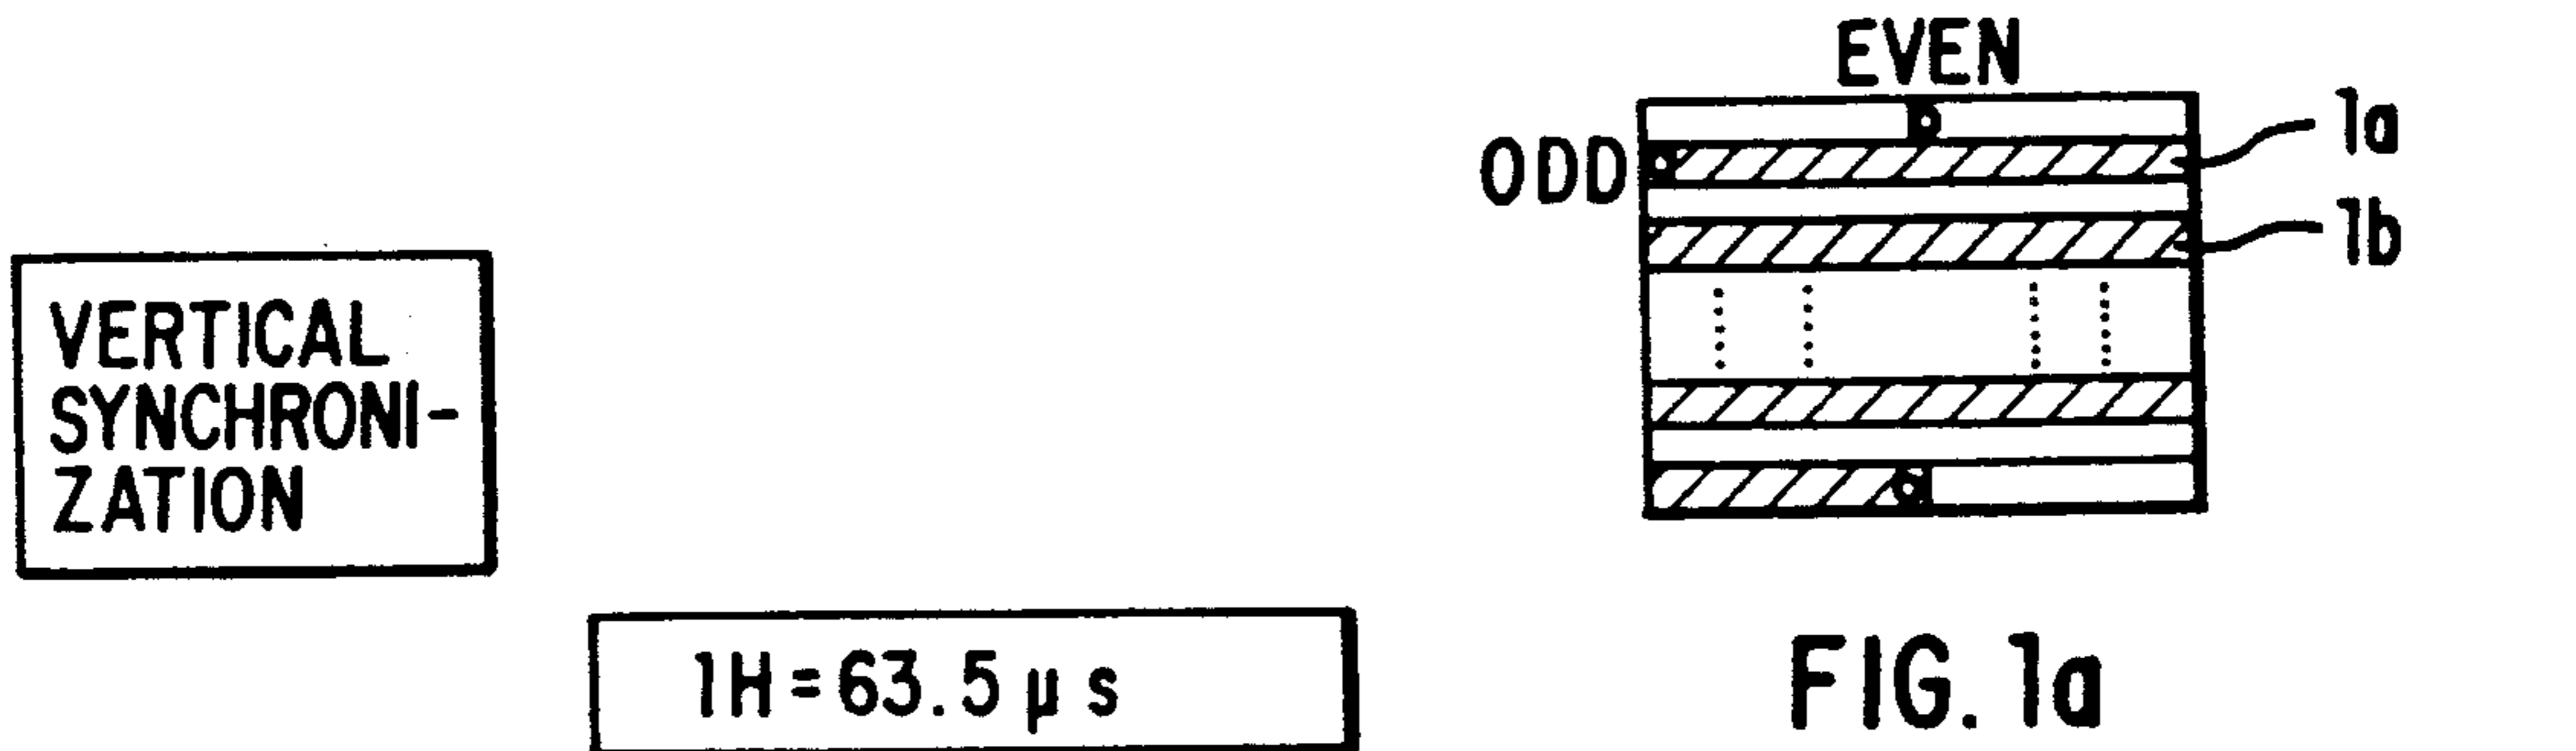 EVEN
1a
ODD
1b
VERTICAL
SYNCHRONI-
ZATION
1H = 63.5 µs
FIG. 1a